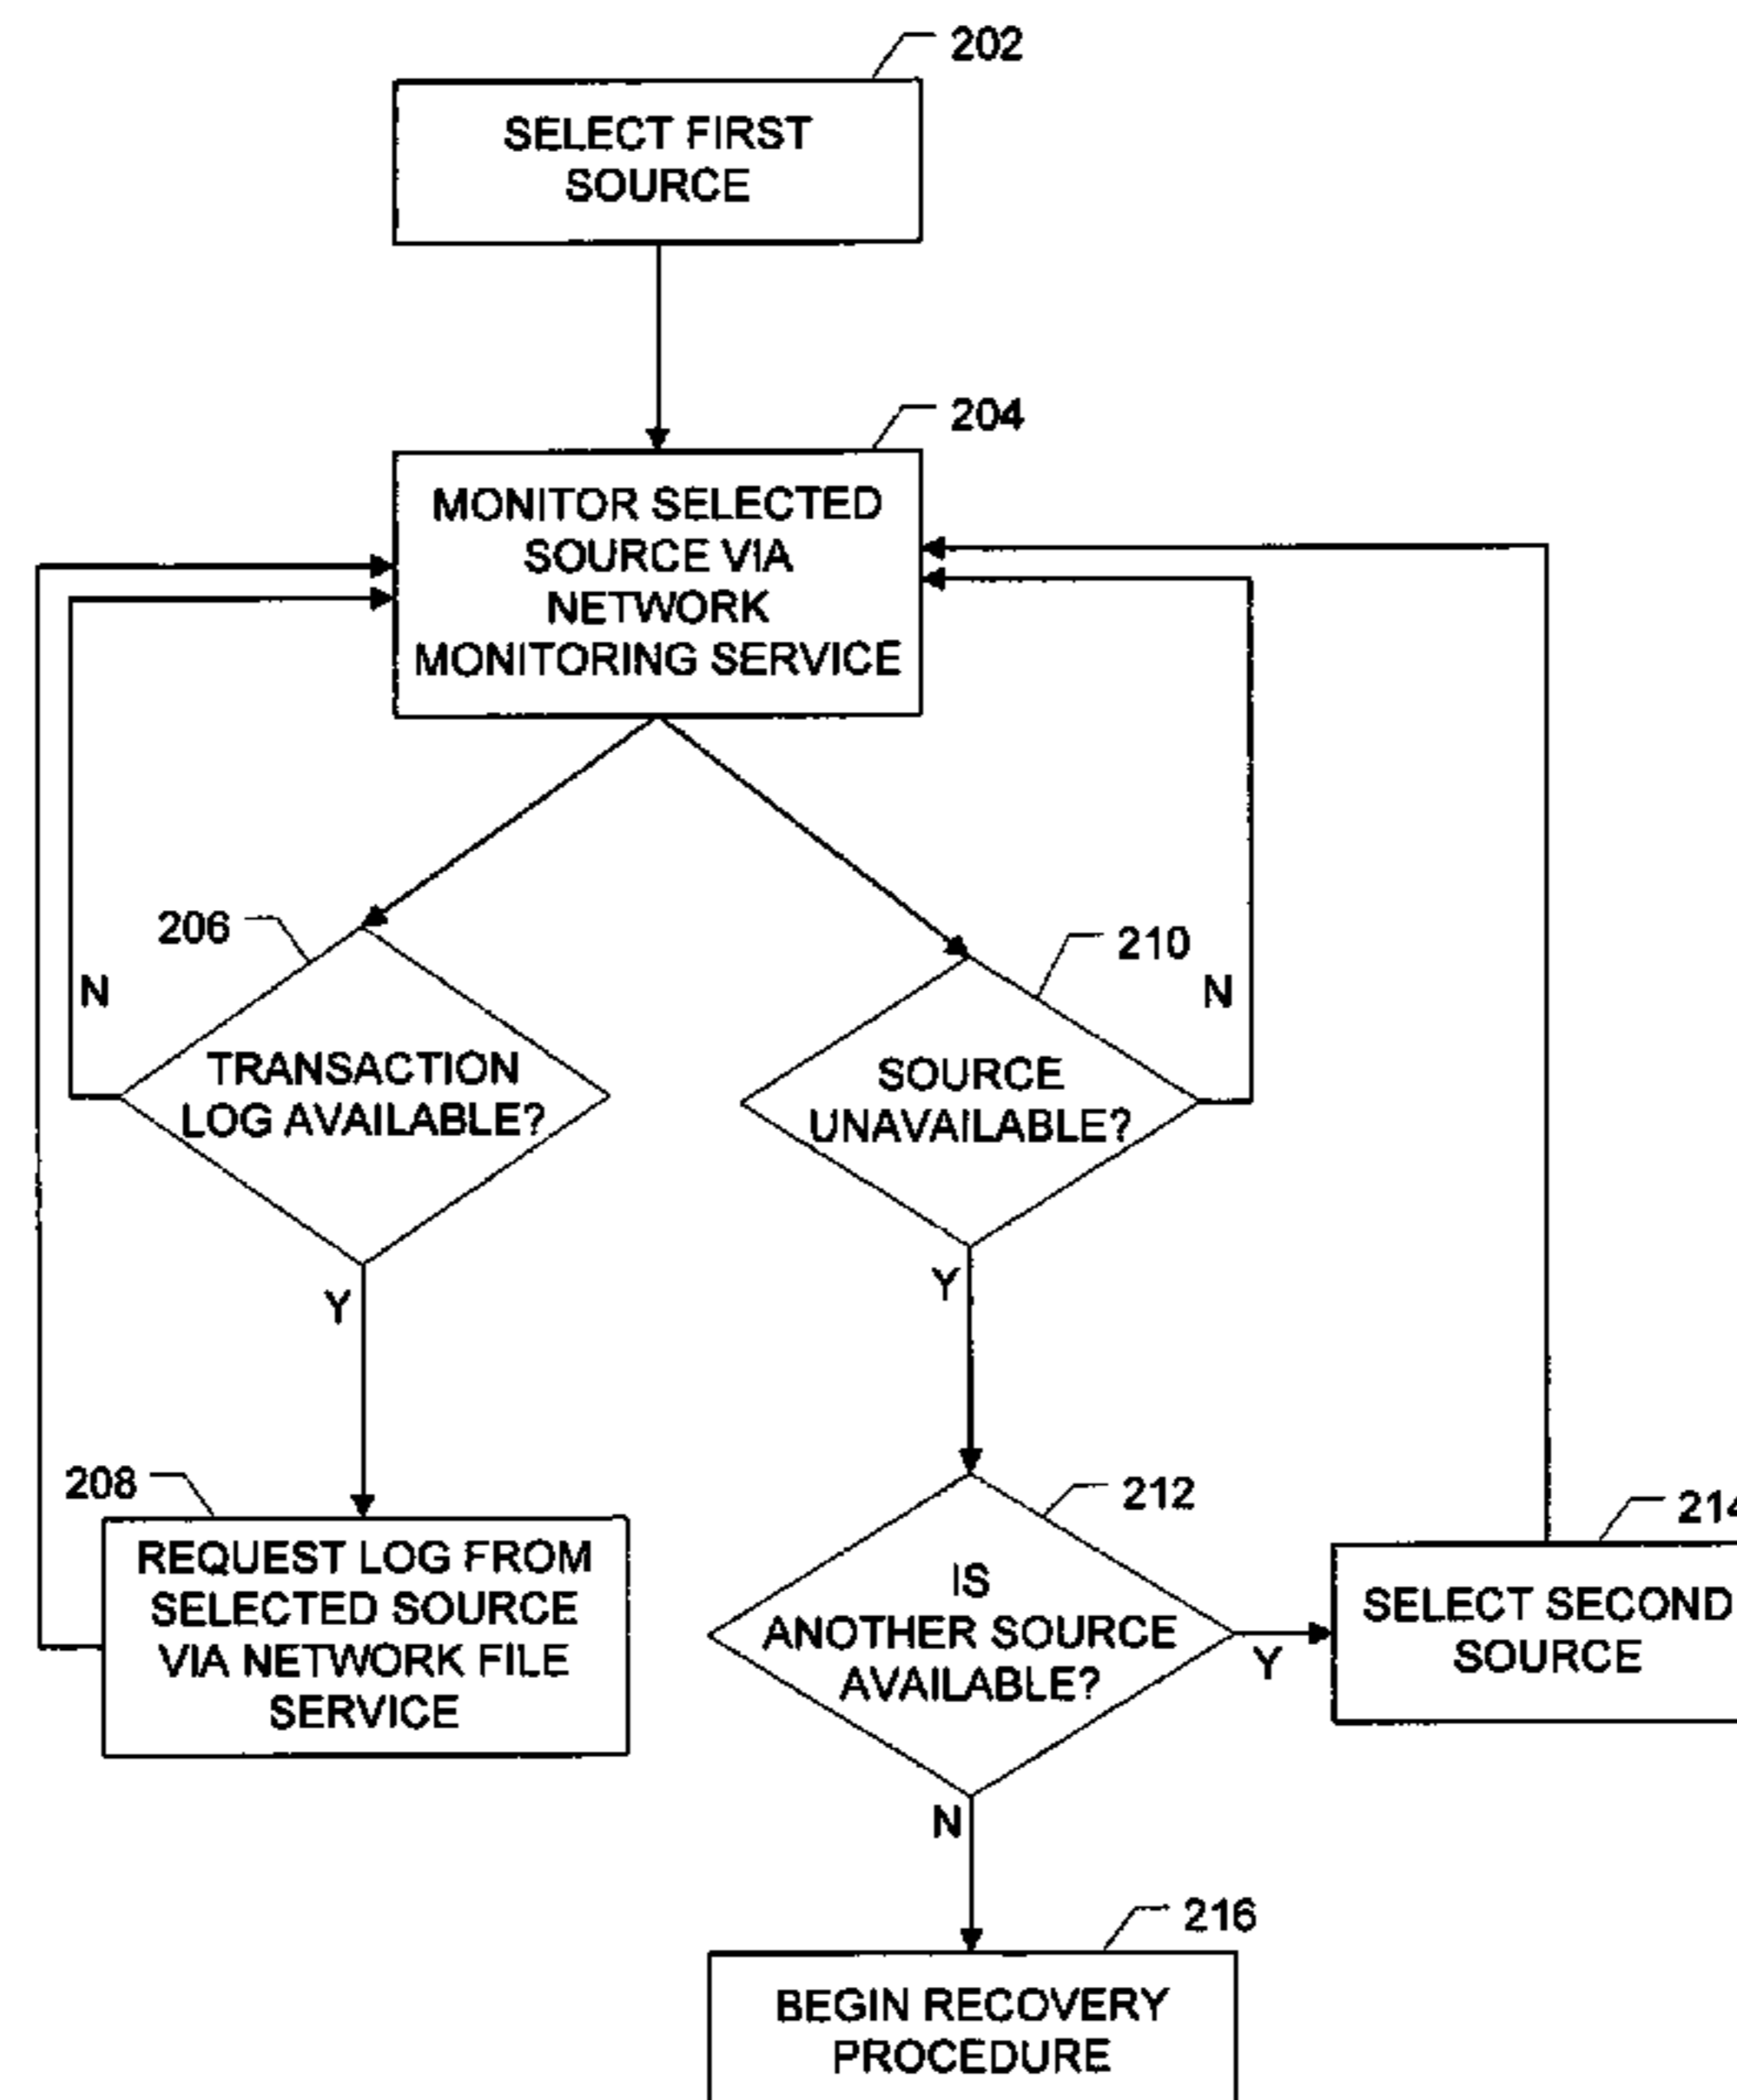 202
SELECT FIRST
SOURCE
204
MONITOR SELECTED
SOURCE VIA
NETWORK
MONITORING SERVICE
206
N
TRANSACTION
LOG AVAILABLE?
Y
210
N
SOURCE
UNAVAILABLE?
Y
208
REQUEST LOG FROM
SELECTED SOURCE
VIA NETWORK FILE
SERVICE
212
IS
ANOTHER SOURCE
AVAILABLE?
Y
N
214
SELECT SECOND
SOURCE
216
BEGIN RECOVERY
PROCEDURE